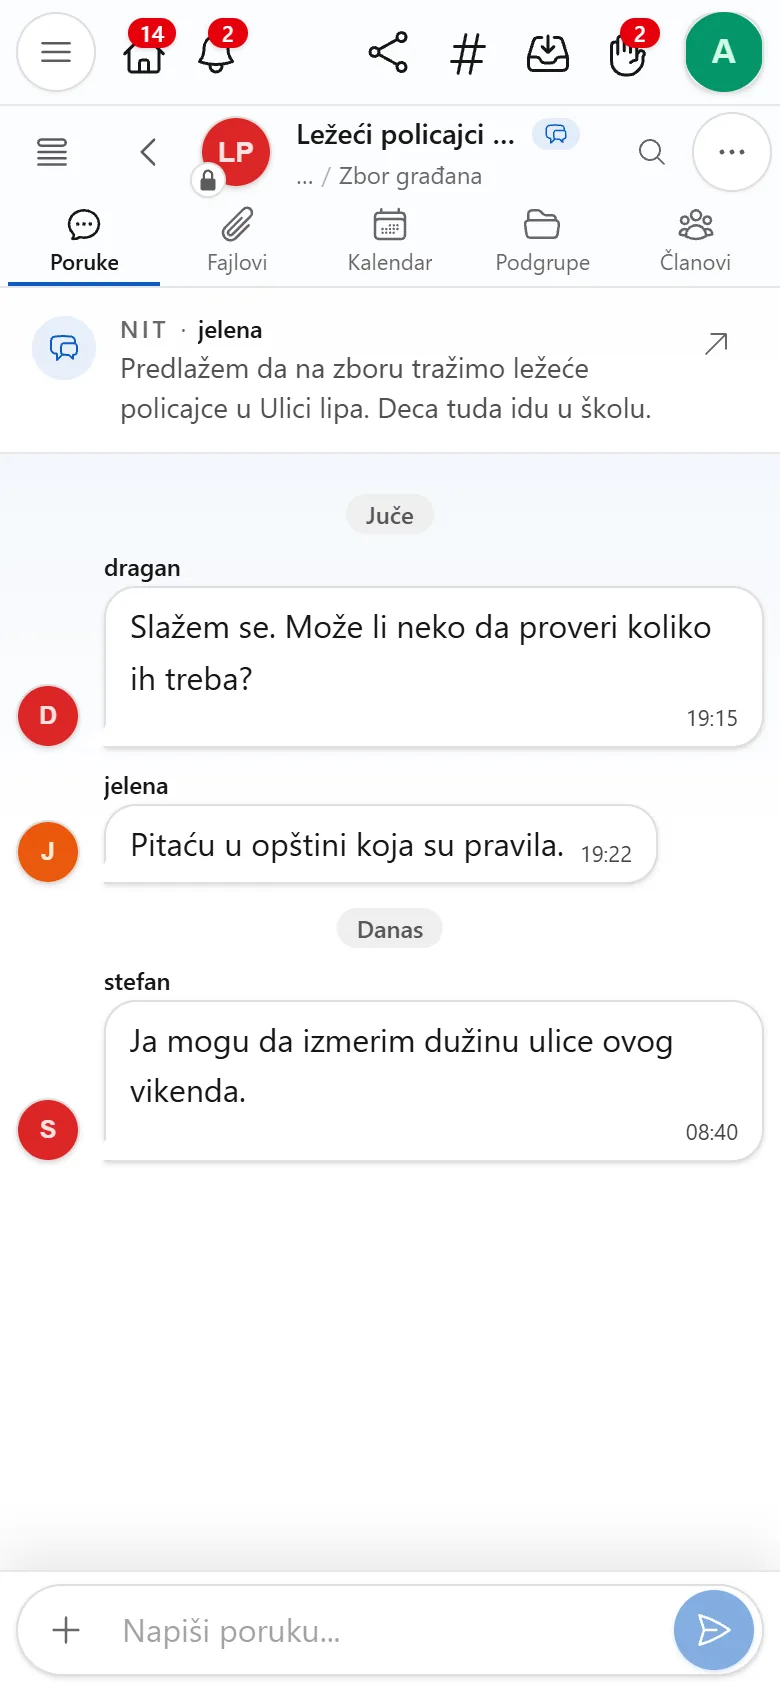 14
2
2
A
LP
Ležeći policajci ...
... / Zbor građana
Poruke
Fajlovi
Kalendar
Podgrupe
Članovi
NIT · jelena
Predlažem da na zboru tražimo ležeće
policajce u Ulici lipa. Deca tuda idu u školu.
Juče
dragan
Slažem se. Može li neko da proveri koliko
ih treba?
D
19:15
jelena
J
Pitaću u opštini koja su pravila. 19:22
Danas
stefan
Ja mogu da izmerim dužinu ulice ovog
vikenda.
S
08:40
Napiši poruku...